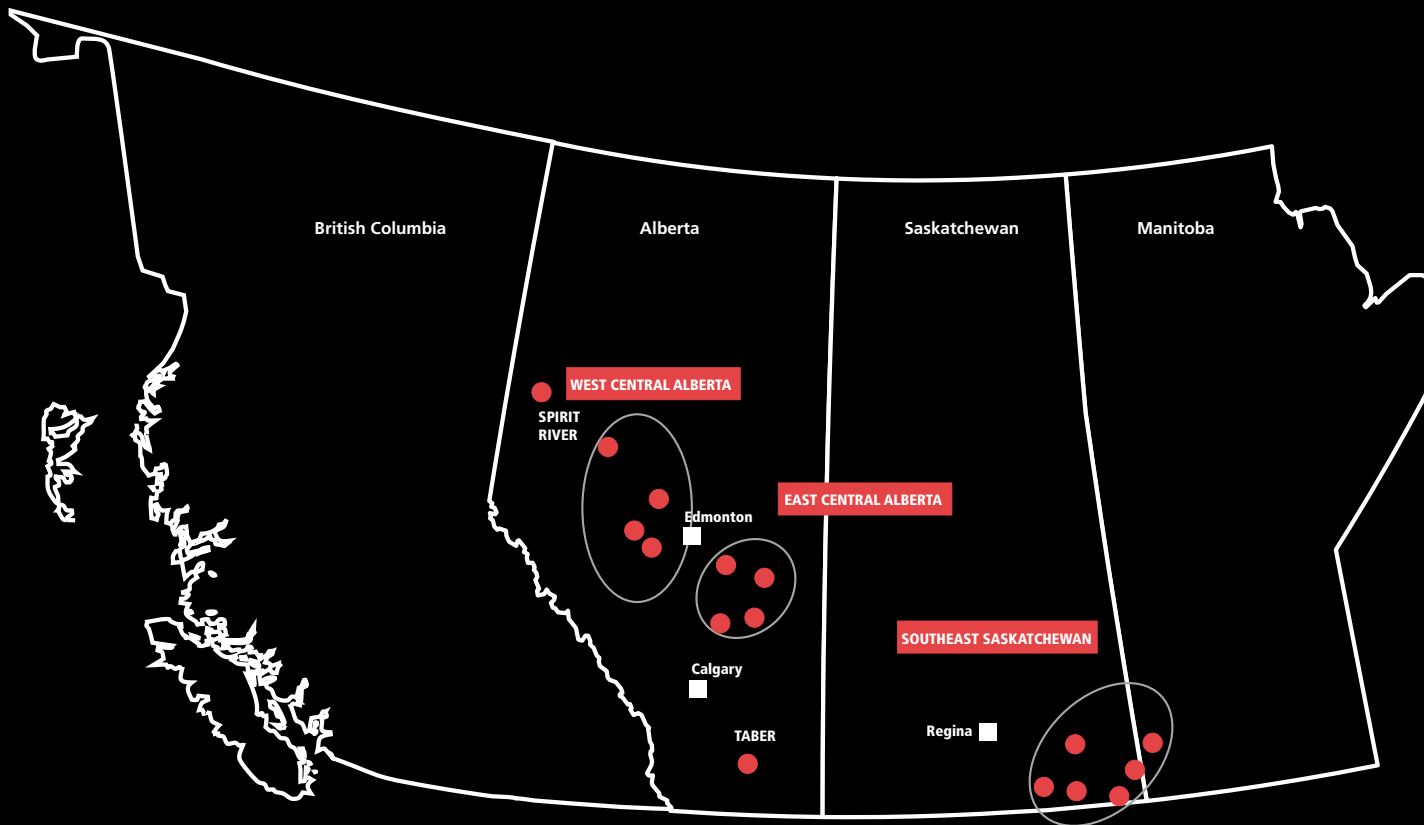 British Columbia
Alberta
Saskatchewan
Manitoba
WEST CENTRAL ALBERTA
SPIRIT
RIVER
EAST CENTRAL ALBERTA
Edmonton
SOUTHEAST SASKATCHEWAN
Calgary
Regina
TABER